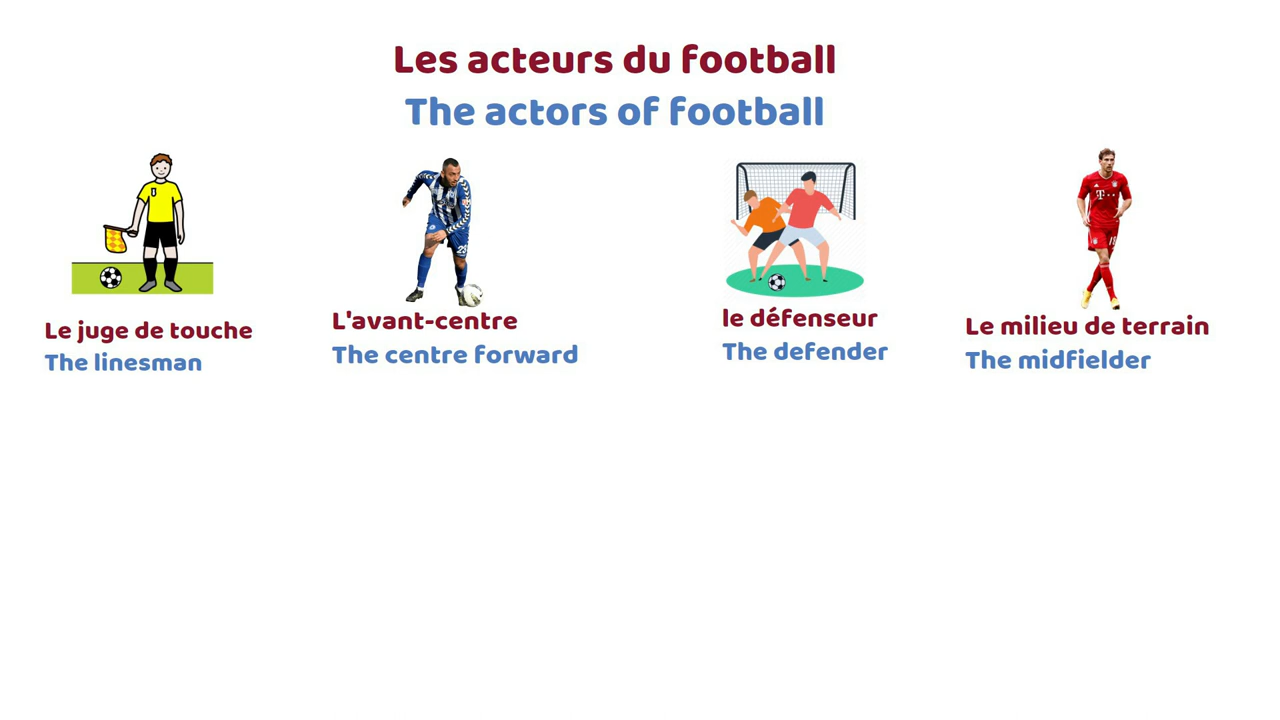 Les acteurs du football
The actors of football
Le juge de touche
The linesman
L'avant-centre
The centre forward
le défenseur
The defender
Le milieu de terrain
The midfielder